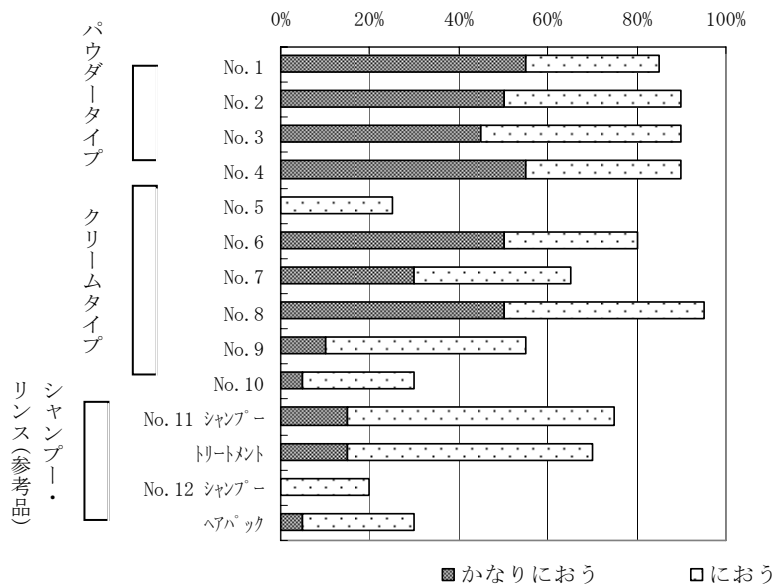 0% 20% 40% 60% 80% 100%
パウダータイプ
No.1
No.2
No.3
No.4
クリームタイプ
No.5
No.6
No.7
No.8
No.9
No.10
シャンプー・
リンス(参考品)
No.11 ｼｬﾝﾌﾟｰ
ﾄﾘｰﾄﾒﾝﾄ
No.12 ｼｬﾝﾌﾟｰ
ﾍｱﾊﾟｯｸ
かなりにおう におう